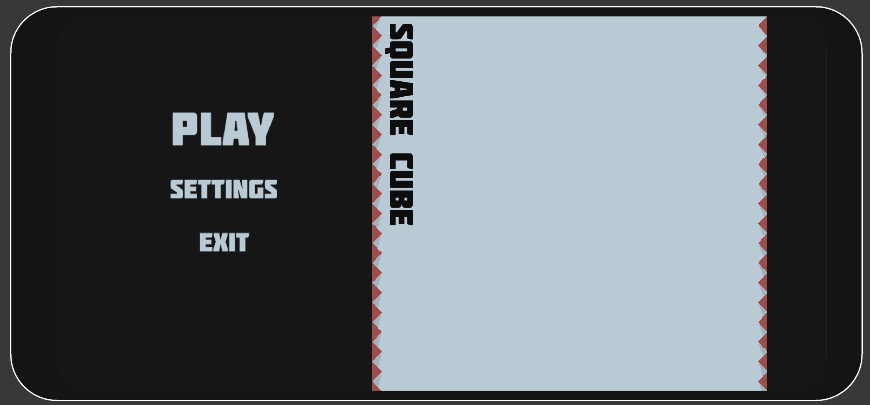 PLAY
SETTINGS
EXIT
SQUARE CUBE